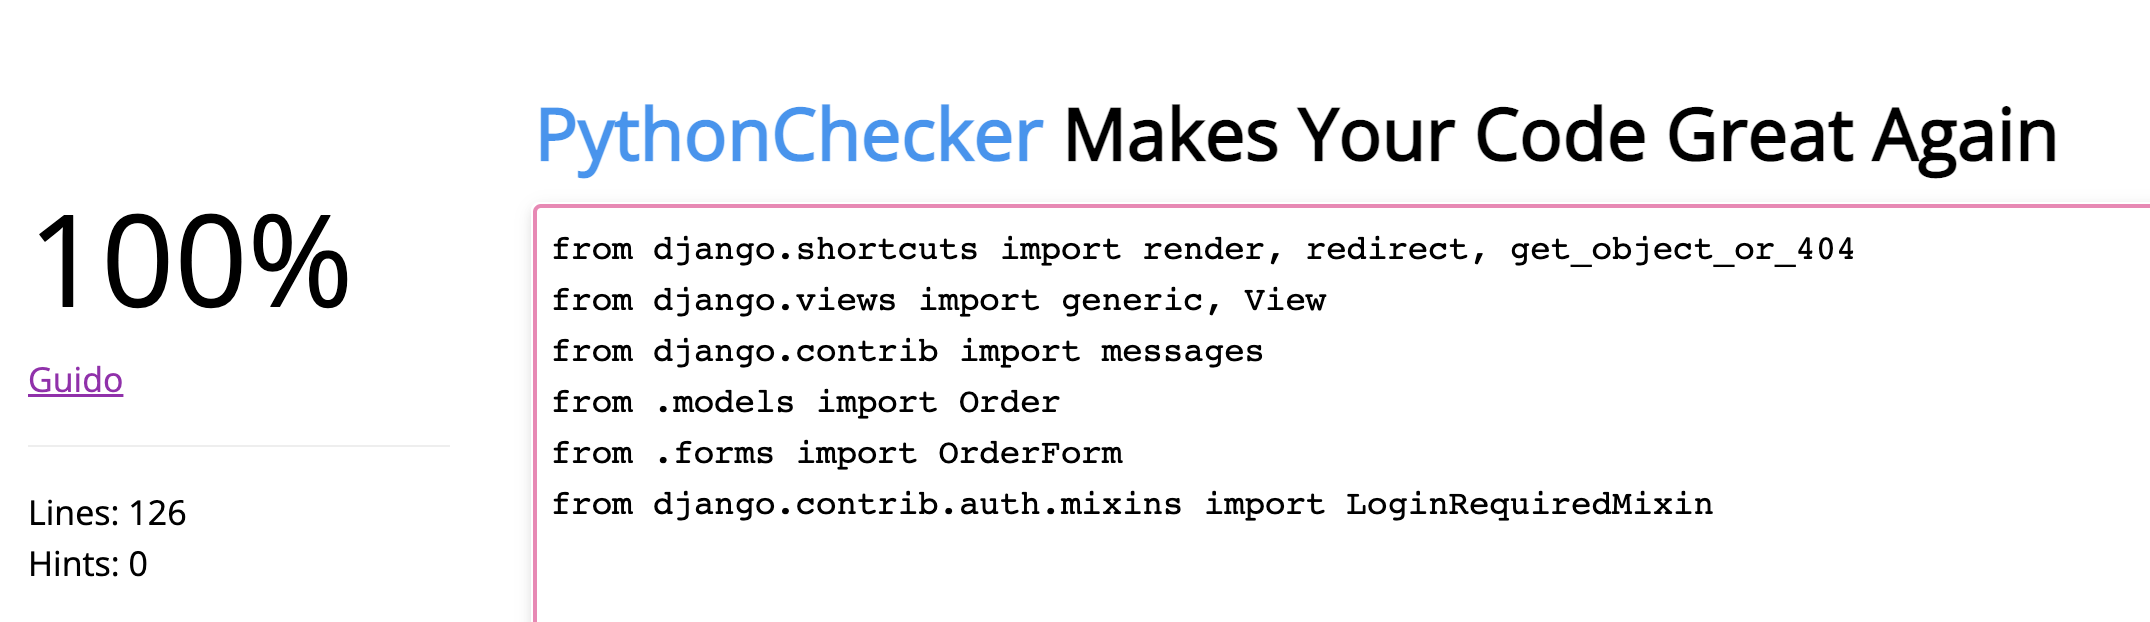 PythonChecker Makes Your Code Great Again
100%
Guido
Lines: 126
Hints: 0
from django.shortcuts import render, redirect, get_object_or_404
from django.views import generic, View
from django.contrib import messages
from .models import Order
from .forms import OrderForm
from django.contrib.auth.mixins import LoginRequiredMixin